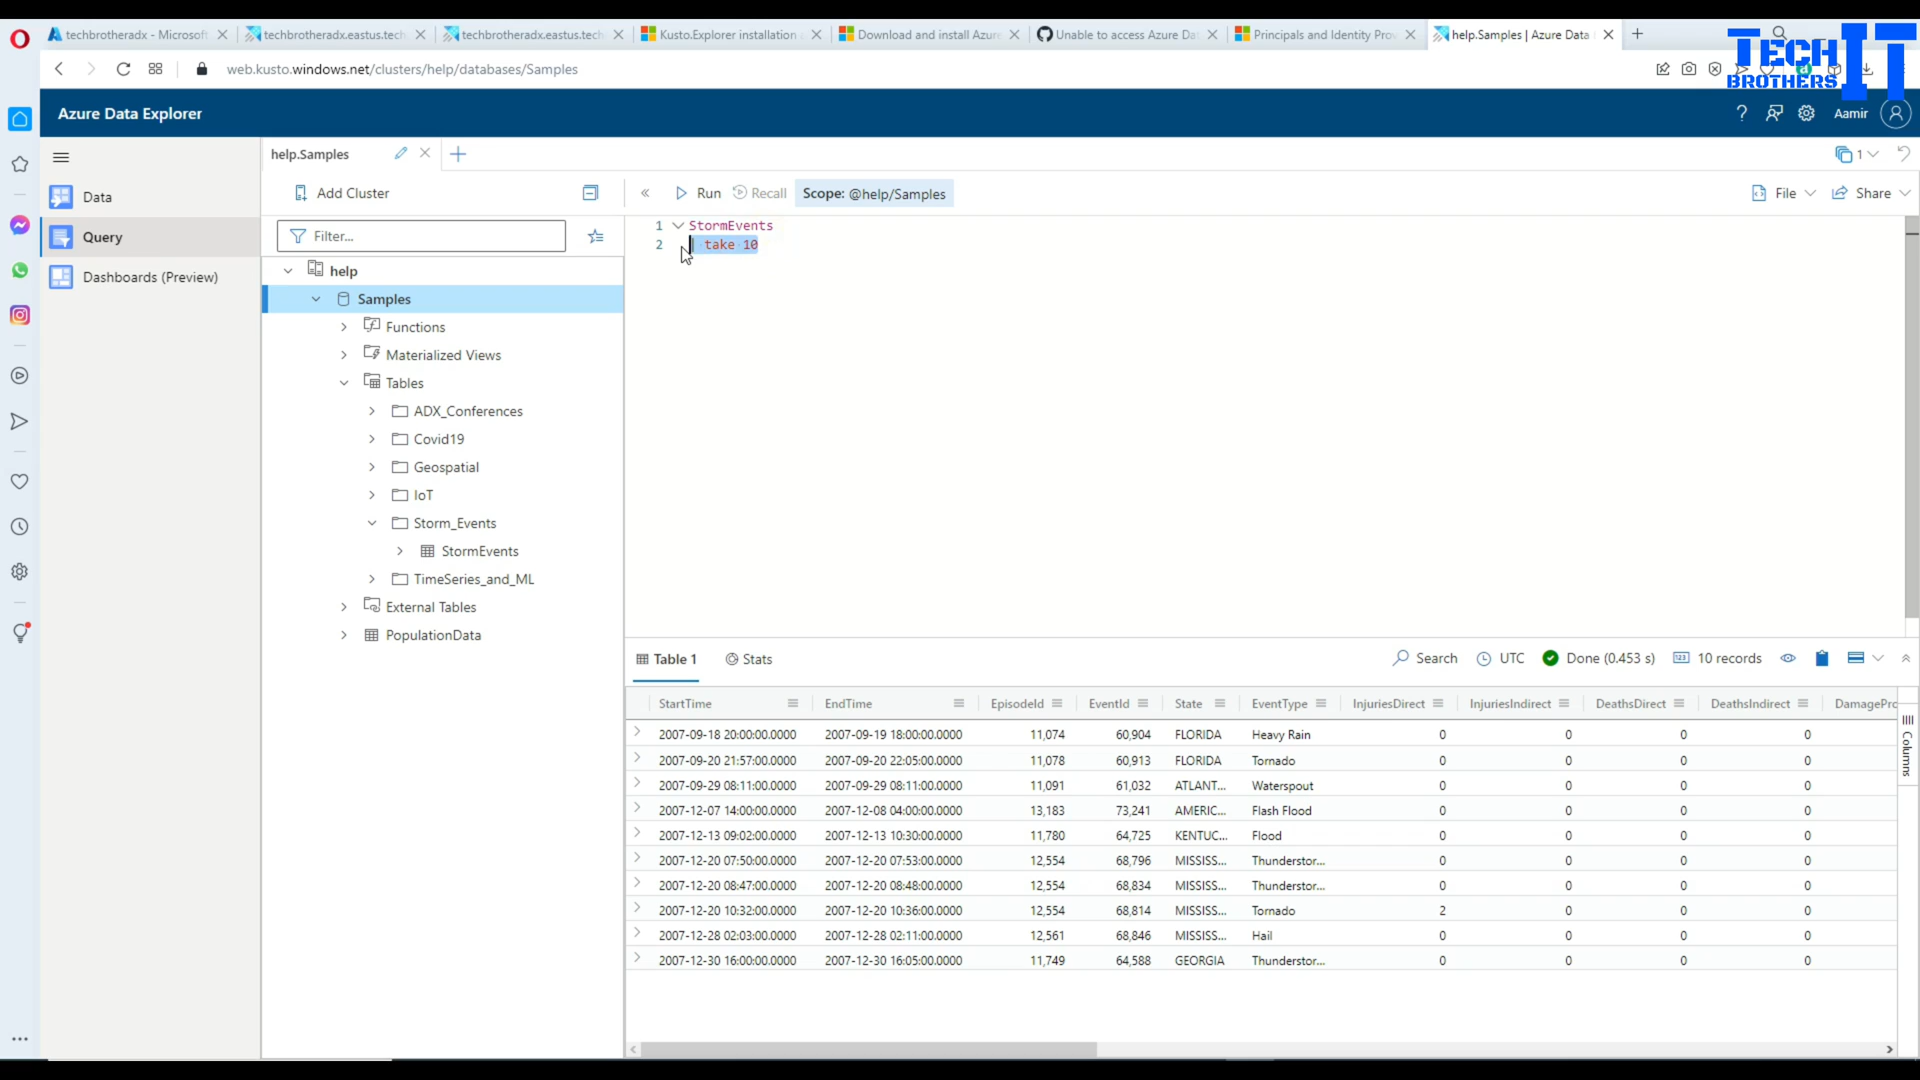 techbrotheradx - Microsoft
techbrotheradx.eastus.tech
techbrotheradx.eastus.tech
Kusto.Explorer installation
Download and install Azure
Unable to access Azure Da
Principals and Identity Prov
help.Samples | Azure Data
TECH
BROTHERS
IT
web.kusto.windows.net/clusters/help/databases/Samples
Azure Data Explorer
?
Aamir
help.Samples
1
Data
Query
Dashboards (Preview)
Add Cluster
Run
Recall
Scope: @help/Samples
File
Share
Filter...
1 StormEvents
2 | take 10
help
Samples
Functions
Materialized Views
Tables
ADX_Conferences
Covid19
Geospatial
IoT
Storm_Events
StormEvents
TimeSeries_and_ML
External Tables
PopulationData
Table 1
Stats
Search
UTC
Done (0.453 s)
10 records
StartTime EndTime EpisodeId EventId State EventType InjuriesDirect InjuriesIndirect DeathsDirect DeathsIndirect DamagePro
2007-09-18 20:00:00.0000 2007-09-19 18:00:00.0000 11,074 60,904 FLORIDA Heavy Rain 0 0 0 0
2007-09-20 21:57:00.0000 2007-09-20 22:05:00.0000 11,078 60,913 FLORIDA Tornado 0 0 0 0
2007-09-29 08:11:00.0000 2007-09-29 08:11:00.0000 11,091 61,032 ATLANT... Waterspout 0 0 0 0
2007-12-07 14:00:00.0000 2007-12-08 04:00:00.0000 13,183 73,241 AMERIC... Flash Flood 0 0 0 0
2007-12-13 09:02:00.0000 2007-12-13 10:30:00.0000 11,780 64,725 KENTUC... Flood 0 0 0 0
2007-12-20 07:50:00.0000 2007-12-20 07:53:00.0000 12,554 68,796 MISSISS... Thunderstor... 0 0 0 0
2007-12-20 08:47:00.0000 2007-12-20 08:48:00.0000 12,554 68,834 MISSISS... Thunderstor... 0 0 0 0
2007-12-20 10:32:00.0000 2007-12-20 10:36:00.0000 12,554 68,814 MISSISS... Tornado 2 0 0 0
2007-12-28 02:03:00.0000 2007-12-28 02:11:00.0000 12,561 68,846 MISSISS... Hail 0 0 0 0
2007-12-30 16:00:00.0000 2007-12-30 16:05:00.0000 11,749 64,588 GEORGIA Thunderstor... 0 0 0 0
Columns